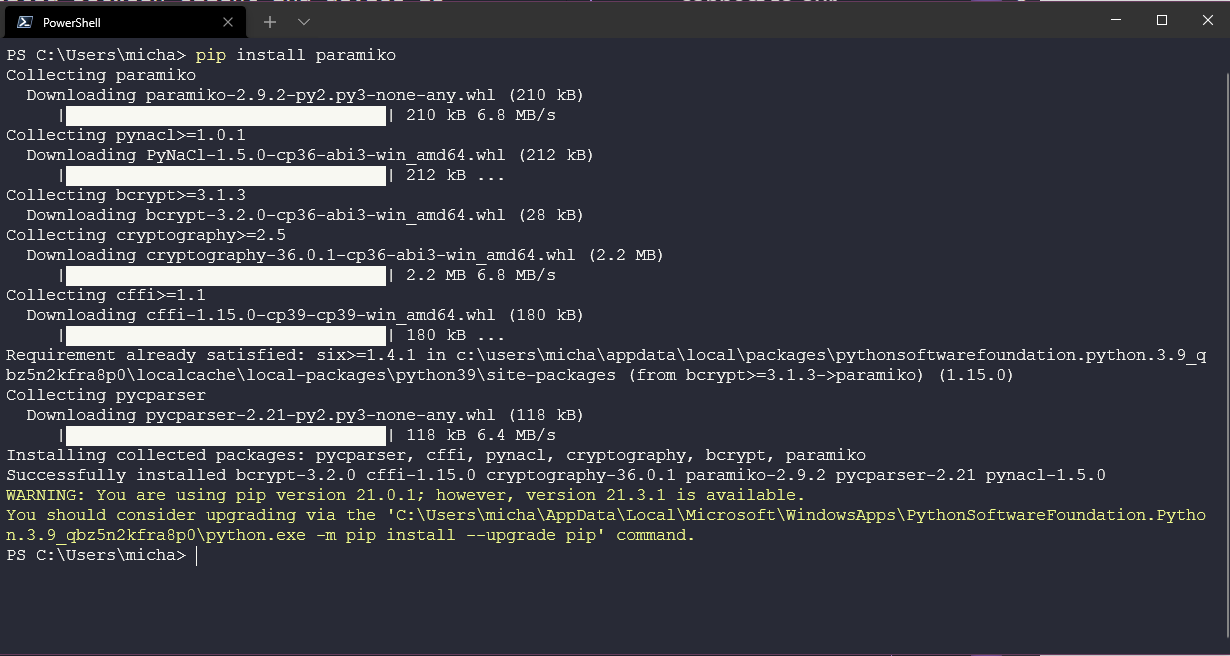 PowerShell
PS C:\Users\micha> pip install paramiko
Collecting paramiko
  Downloading paramiko-2.9.2-py2.py3-none-any.whl (210 kB)
     |████████████████████████████████| 210 kB 6.8 MB/s
Collecting pynacl>=1.0.1
  Downloading PyNaCl-1.5.0-cp36-abi3-win_amd64.whl (212 kB)
     |████████████████████████████████| 212 kB ...
Collecting bcrypt>=3.1.3
  Downloading bcrypt-3.2.0-cp36-abi3-win_amd64.whl (28 kB)
Collecting cryptography>=2.5
  Downloading cryptography-36.0.1-cp36-abi3-win_amd64.whl (2.2 MB)
     |████████████████████████████████| 2.2 MB 6.8 MB/s
Collecting cffi>=1.1
  Downloading cffi-1.15.0-cp39-cp39-win_amd64.whl (180 kB)
     |████████████████████████████████| 180 kB ...
Requirement already satisfied: six>=1.4.1 in c:\users\micha\appdata\local\packages\pythonsoftwarefoundation.python.3.9_q
bz5n2kfra8p0\localcache\local-packages\python39\site-packages (from bcrypt>=3.1.3->paramiko) (1.15.0)
Collecting pycparser
  Downloading pycparser-2.21-py2.py3-none-any.whl (118 kB)
     |████████████████████████████████| 118 kB 6.4 MB/s
Installing collected packages: pycparser, cffi, pynacl, cryptography, bcrypt, paramiko
Successfully installed bcrypt-3.2.0 cffi-1.15.0 cryptography-36.0.1 paramiko-2.9.2 pycparser-2.21 pynacl-1.5.0
WARNING: You are using pip version 21.0.1; however, version 21.3.1 is available.
You should consider upgrading via the 'C:\Users\micha\AppData\Local\Microsoft\WindowsApps\PythonSoftwareFoundation.Pytho
n.3.9_qbz5n2kfra8p0\python.exe -m pip install --upgrade pip' command.
PS C:\Users\micha>